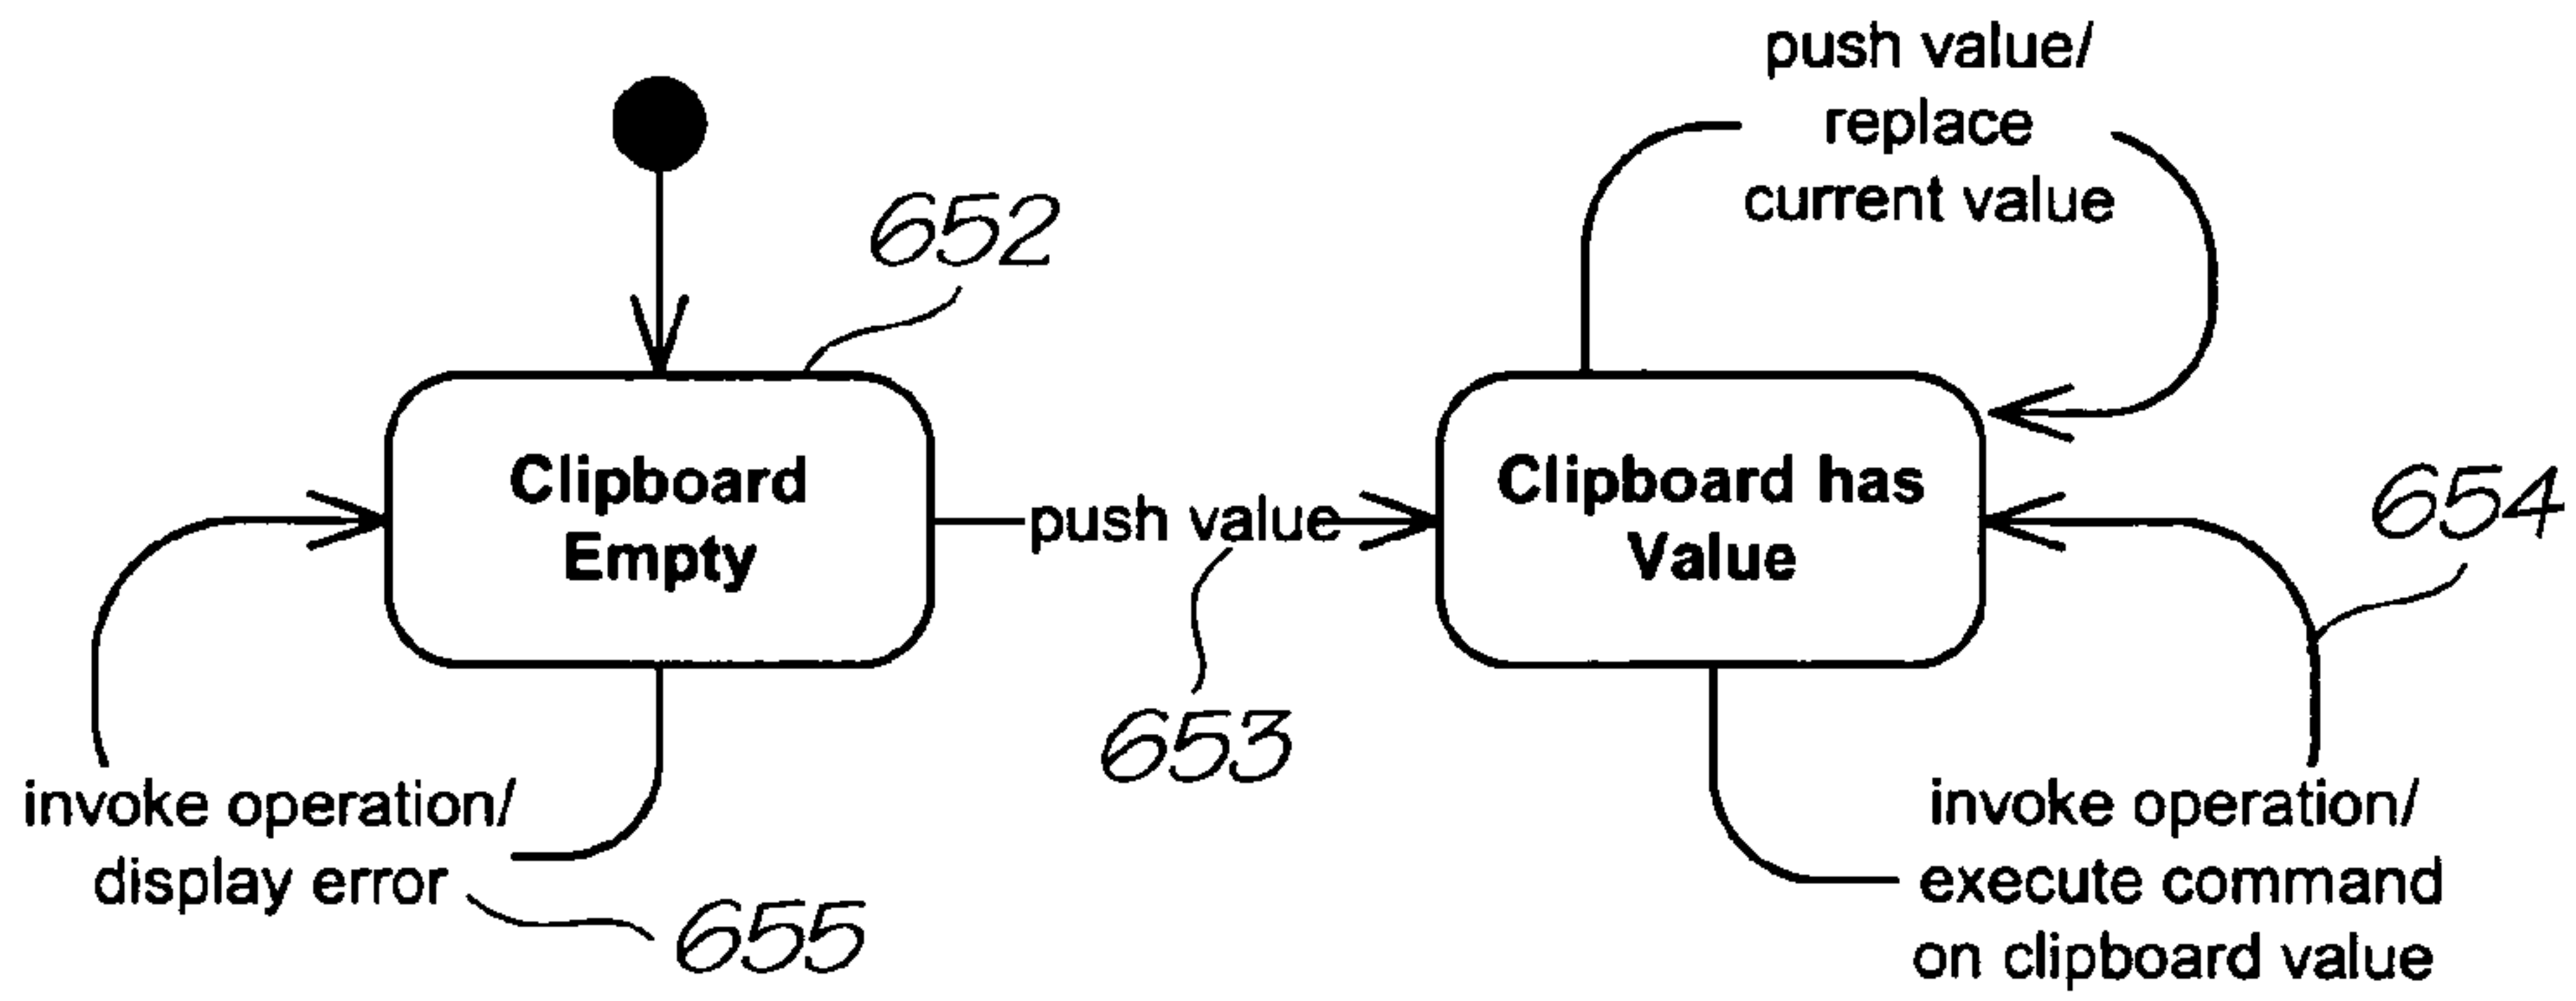 push value/
replace
current value
652
Clipboard
Empty
push value
Clipboard has
Value
654
653
invoke operation/
display error
655
invoke operation/
execute command
on clipboard value